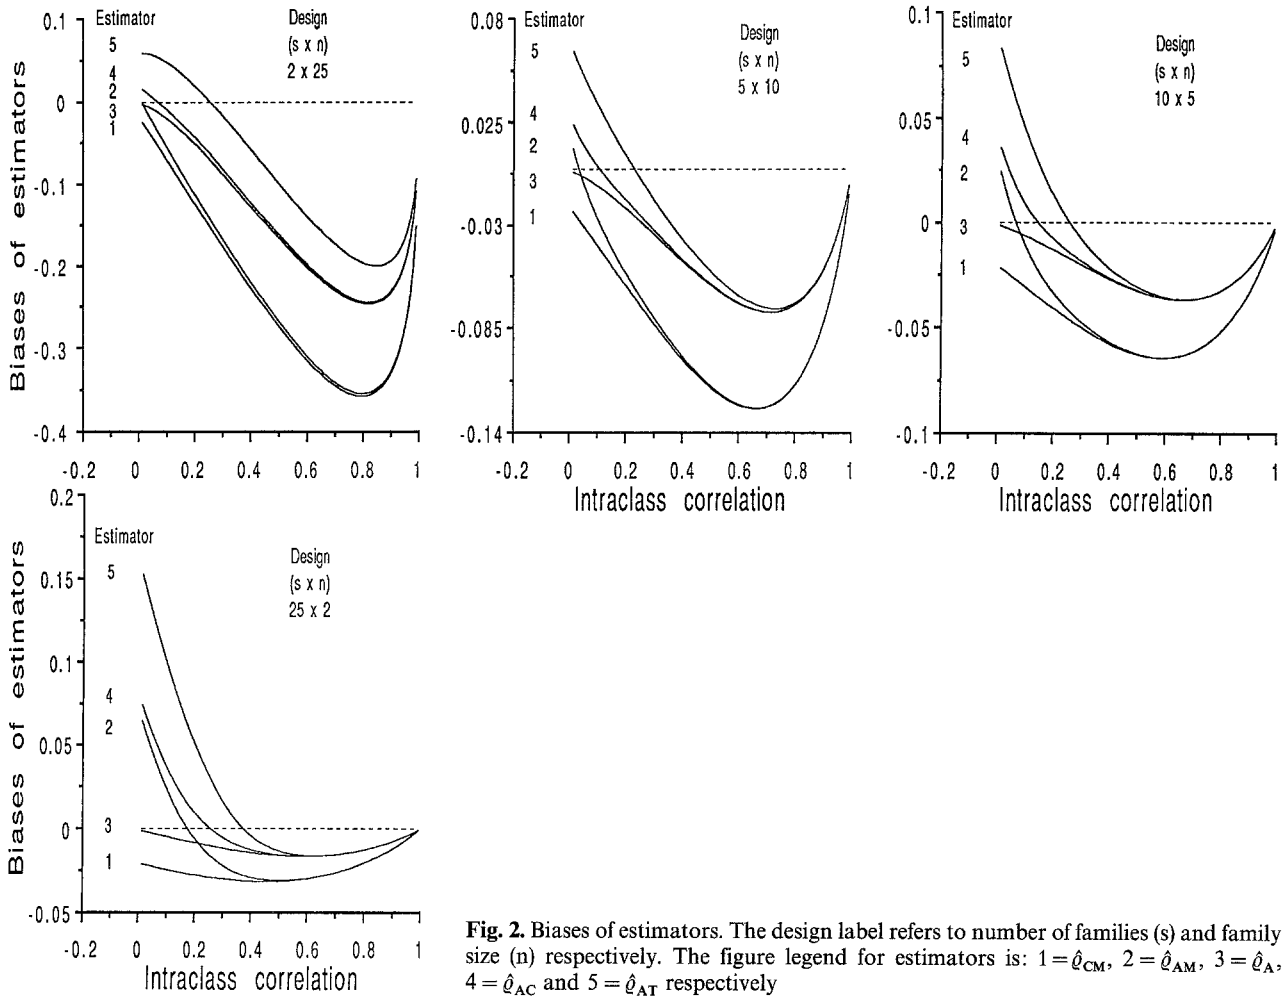 Biases of estimators
0.1
0
-0.1
-0.2
-0.3
-0.4
Estimator
5
4
2
3
1
Design
(s x n)
2 x 25
-0.2 0 0.2 0.4 0.6 0.8 1
0.08
0.025
-0.03
-0.085
-0.14
Estimator
5
4
2
3
1
Design
(s x n)
5 x 10
-0.2 0 0.2 0.4 0.6 0.8 1
Intraclass correlation
0.1
0.05
0
-0.05
-0.1
Estimator
5
4
2
3
1
Design
(s x n)
10 x 5
-0.2 0 0.2 0.4 0.6 0.8 1
Intraclass correlation
Biases of estimators
0.2
0.15
0.1
0.05
0
-0.05
Estimator
5
4
2
3
1
Design
(s x n)
25 x 2
-0.2 0 0.2 0.4 0.6 0.8 1
Intraclass correlation
Fig. 2. Biases of estimators. The design label refers to number of families (s) and family
size (n) respectively. The figure legend for estimators is: 1 = ϱ̂CM, 2 = ϱ̂AM, 3 = ϱ̂A,
4 = ϱ̂AC and 5 = ϱ̂AT respectively